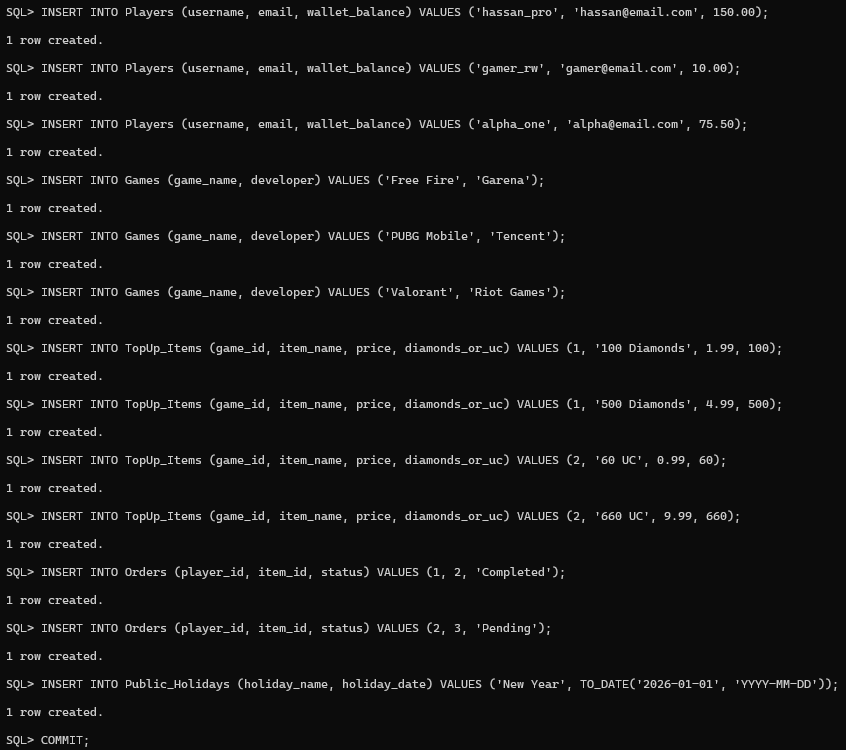 SQL> INSERT INTO Players (username, email, wallet_balance) VALUES ('hassan_pro', 'hassan@email.com', 150.00);
1 row created.
SQL> INSERT INTO Players (username, email, wallet_balance) VALUES ('gamer_rw', 'gamer@email.com', 10.00);
1 row created.
SQL> INSERT INTO Players (username, email, wallet_balance) VALUES ('alpha_one', 'alpha@email.com', 75.50);
1 row created.
SQL> INSERT INTO Games (game_name, developer) VALUES ('Free Fire', 'Garena');
1 row created.
SQL> INSERT INTO Games (game_name, developer) VALUES ('PUBG Mobile', 'Tencent');
1 row created.
SQL> INSERT INTO Games (game_name, developer) VALUES ('Valorant', 'Riot Games');
1 row created.
SQL> INSERT INTO TopUp_Items (game_id, item_name, price, diamonds_or_uc) VALUES (1, '100 Diamonds', 1.99, 100);
1 row created.
SQL> INSERT INTO TopUp_Items (game_id, item_name, price, diamonds_or_uc) VALUES (1, '500 Diamonds', 4.99, 500);
1 row created.
SQL> INSERT INTO TopUp_Items (game_id, item_name, price, diamonds_or_uc) VALUES (2, '60 UC', 0.99, 60);
1 row created.
SQL> INSERT INTO TopUp_Items (game_id, item_name, price, diamonds_or_uc) VALUES (2, '660 UC', 9.99, 660);
1 row created.
SQL> INSERT INTO Orders (player_id, item_id, status) VALUES (1, 2, 'Completed');
1 row created.
SQL> INSERT INTO Orders (player_id, item_id, status) VALUES (2, 3, 'Pending');
1 row created.
SQL> INSERT INTO Public_Holidays (holiday_name, holiday_date) VALUES ('New Year', TO_DATE('2026-01-01', 'YYYY-MM-DD'));
1 row created.
SQL> COMMIT;